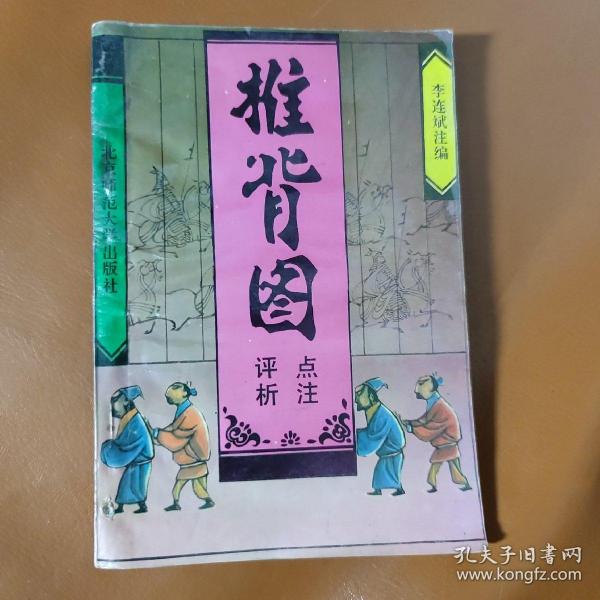 推背图
点注
评析
李连斌注编
北京师范大学出版社
孔夫子旧书网
www.kongfz.com